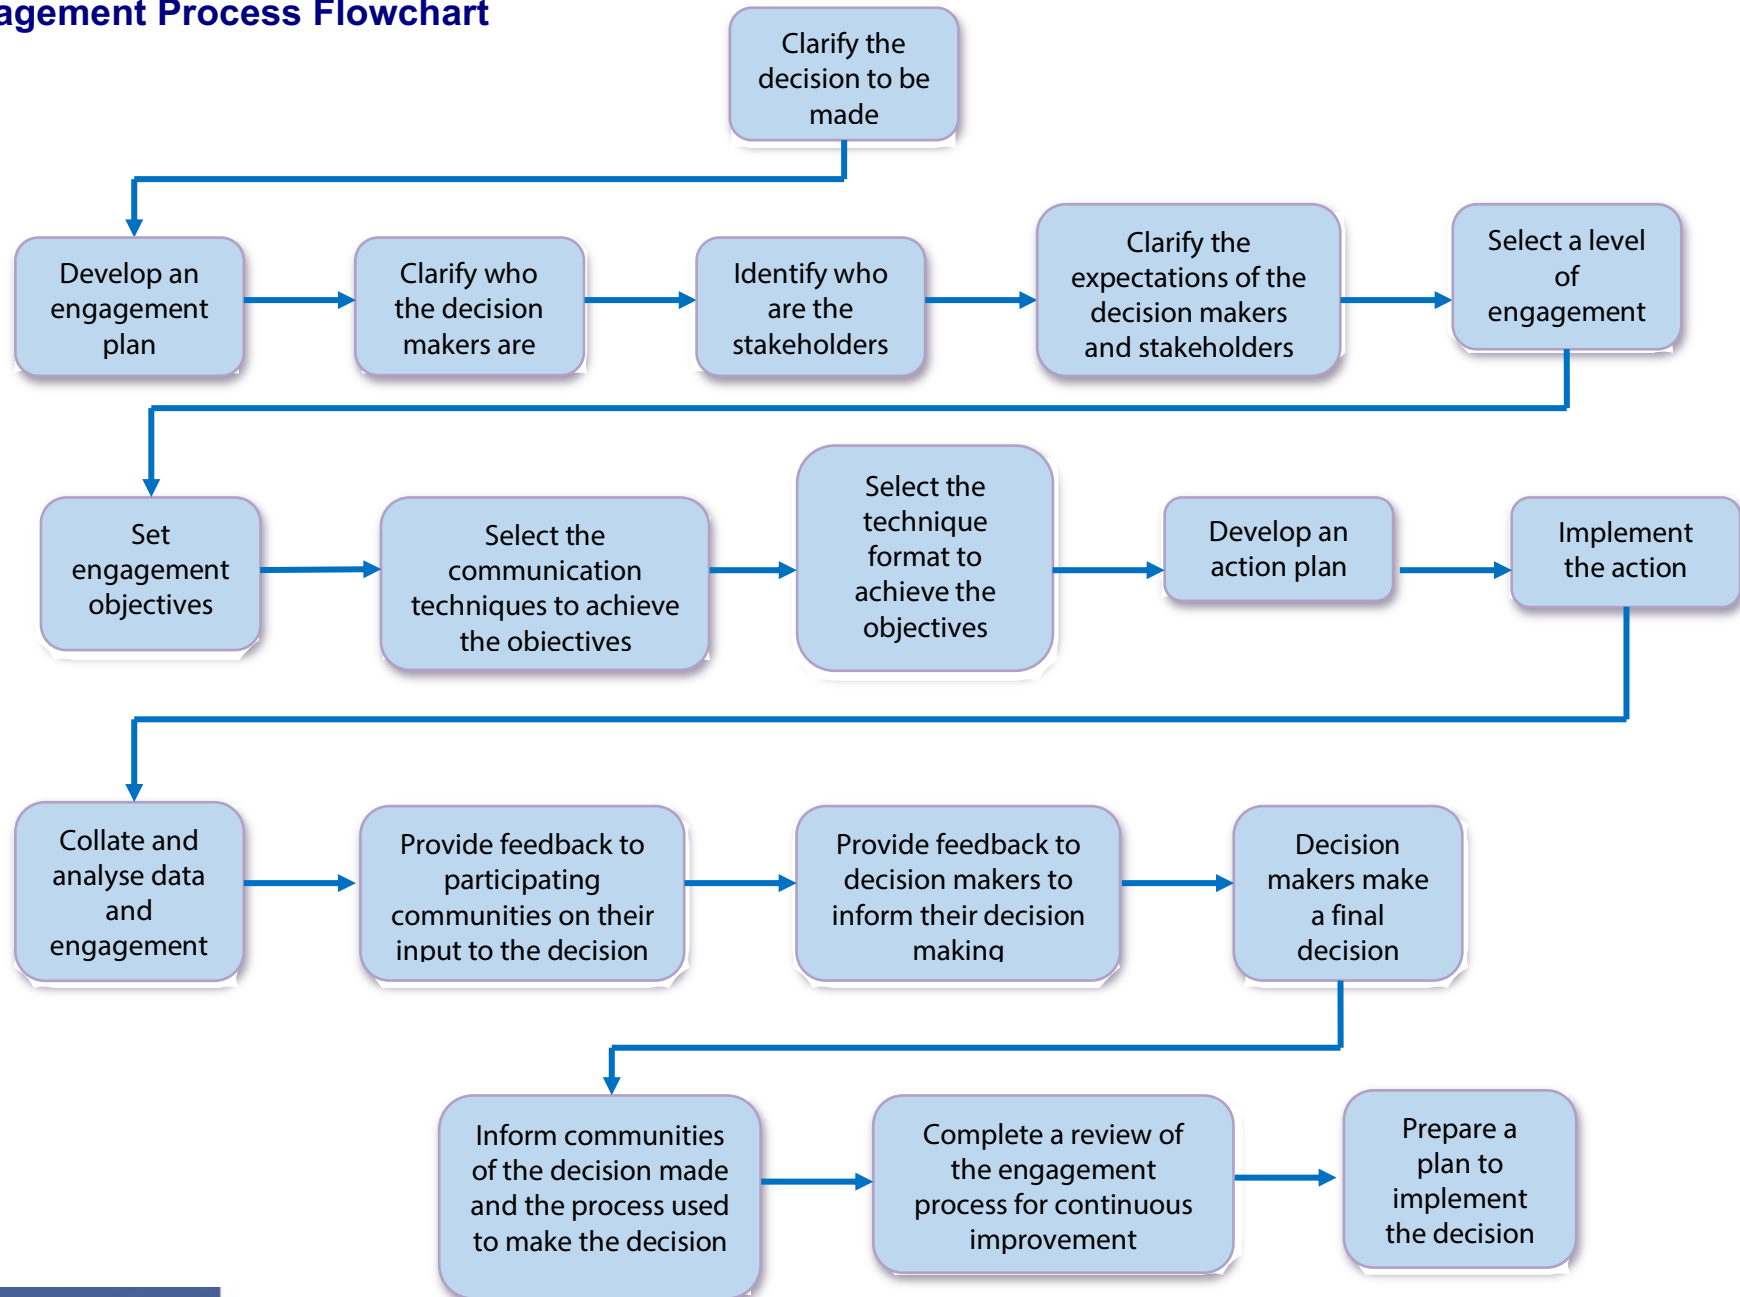 agement Process Flowchart
Clarify the
decision to be
made
Develop an
engagement
plan
Clarify who
the decision
makers are
Identify who
are the
stakeholders
Clarify the
expectations of the
decision makers
and stakeholders
Select a level
of
engagement
Set
engagement
objectives
Select the
communication
techniques to achieve
the objectives
Select the
technique
format to
achieve the
objectives
Develop an
action plan
Implement
the action
Collate and
analyse data
and
engagement
Provide feedback to
participating
communities on their
input to the decision
Provide feedback to
decision makers to
inform their decision
making
Decision
makers make
a final
decision
Inform communities
of the decision made
and the process used
to make the decision
Complete a review of
the engagement
process for continuous
improvement
Prepare a
plan to
implement
the decision